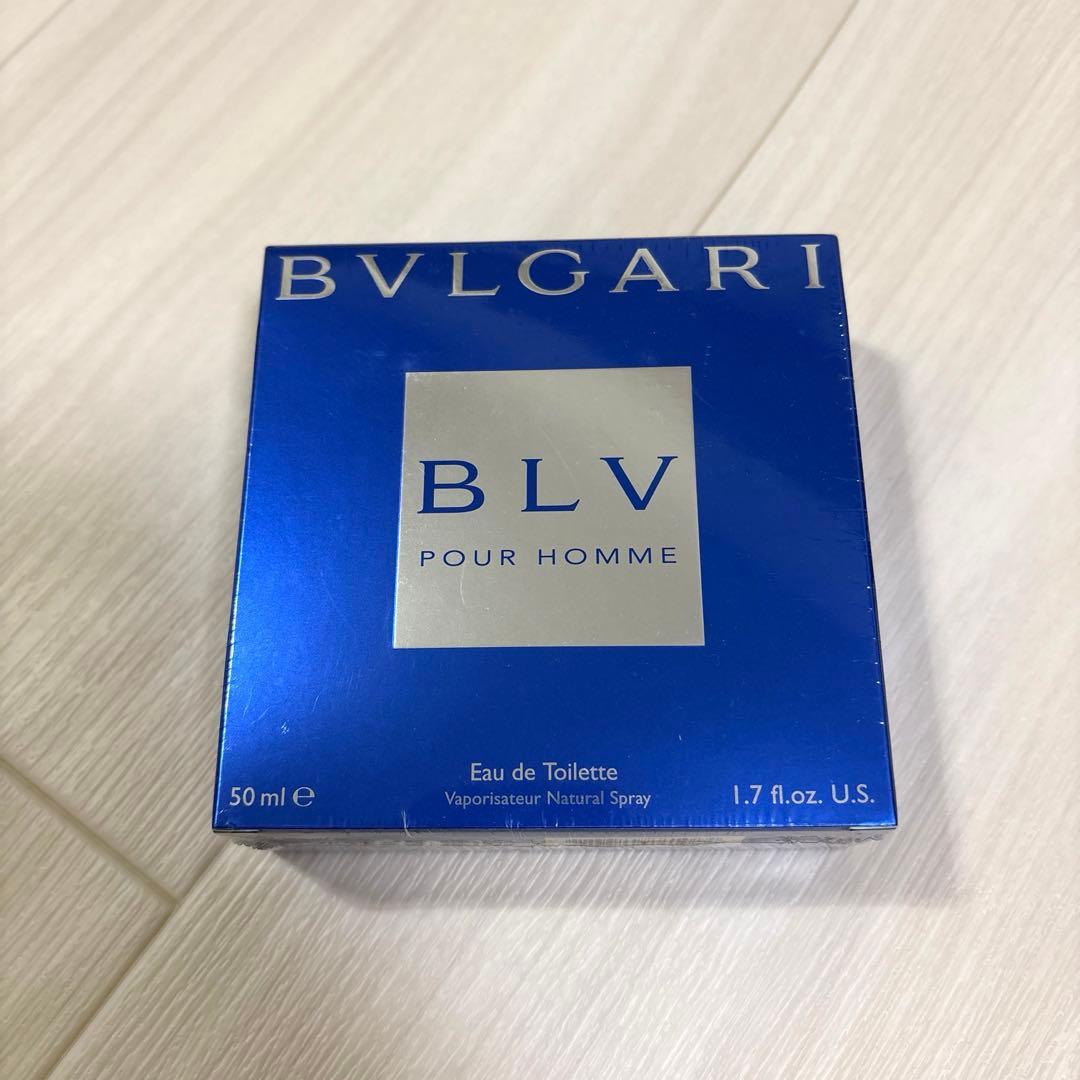 BVLGARI
BLV
POUR HOMME
Eau de Toilette
50 ml ℮
Vaporisateur Natural Spray
1.7 fl.oz. U.S.